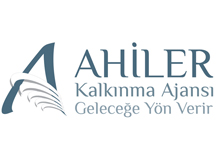 AHİLER
Kalkınma Ajansı
Geleceğe Yön Verir